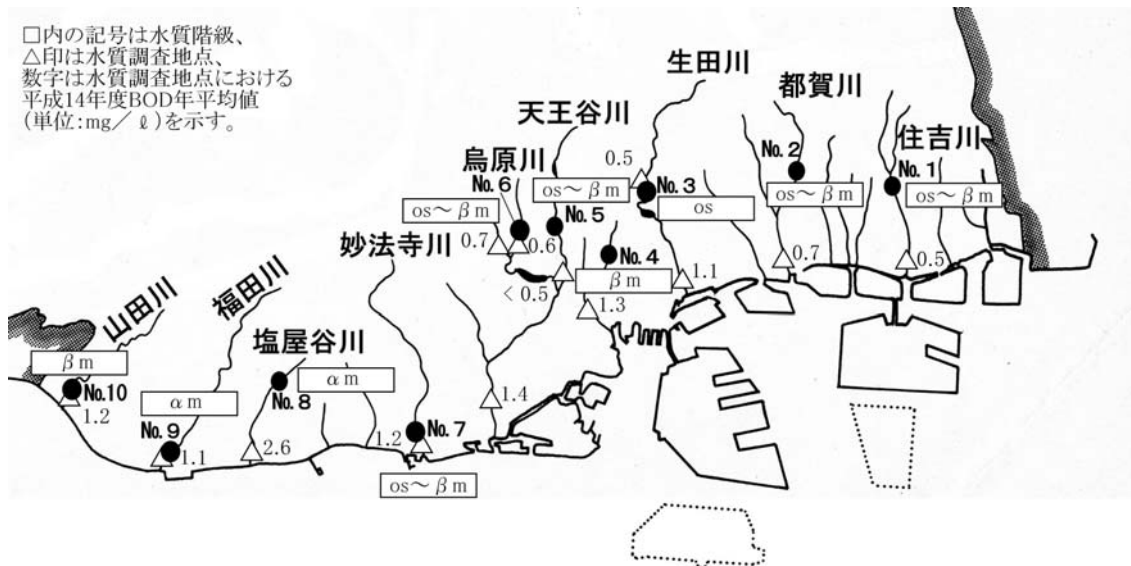 □内の記号は水質階級、
△印は水質調査地点、
数字は水質調査地点における
平成14年度BOD年平均値
(単位:mg/ℓ)を示す。
生田川
都賀川
天王谷川
住吉川
烏原川
0.5
No.2
No.6
os～βm
No.3
os～βm
No.1
os～βm
os～βm
No.5
os
妙法寺川
0.7
0.6
No.4
0.7
0.5
福田川
＜0.5
βm
1.1
山田川
1.3
塩屋谷川
βm
αm
No.10
αm
No.8
1.4
1.2
No.9
1.1
2.6
1.2
No.7
os～βm